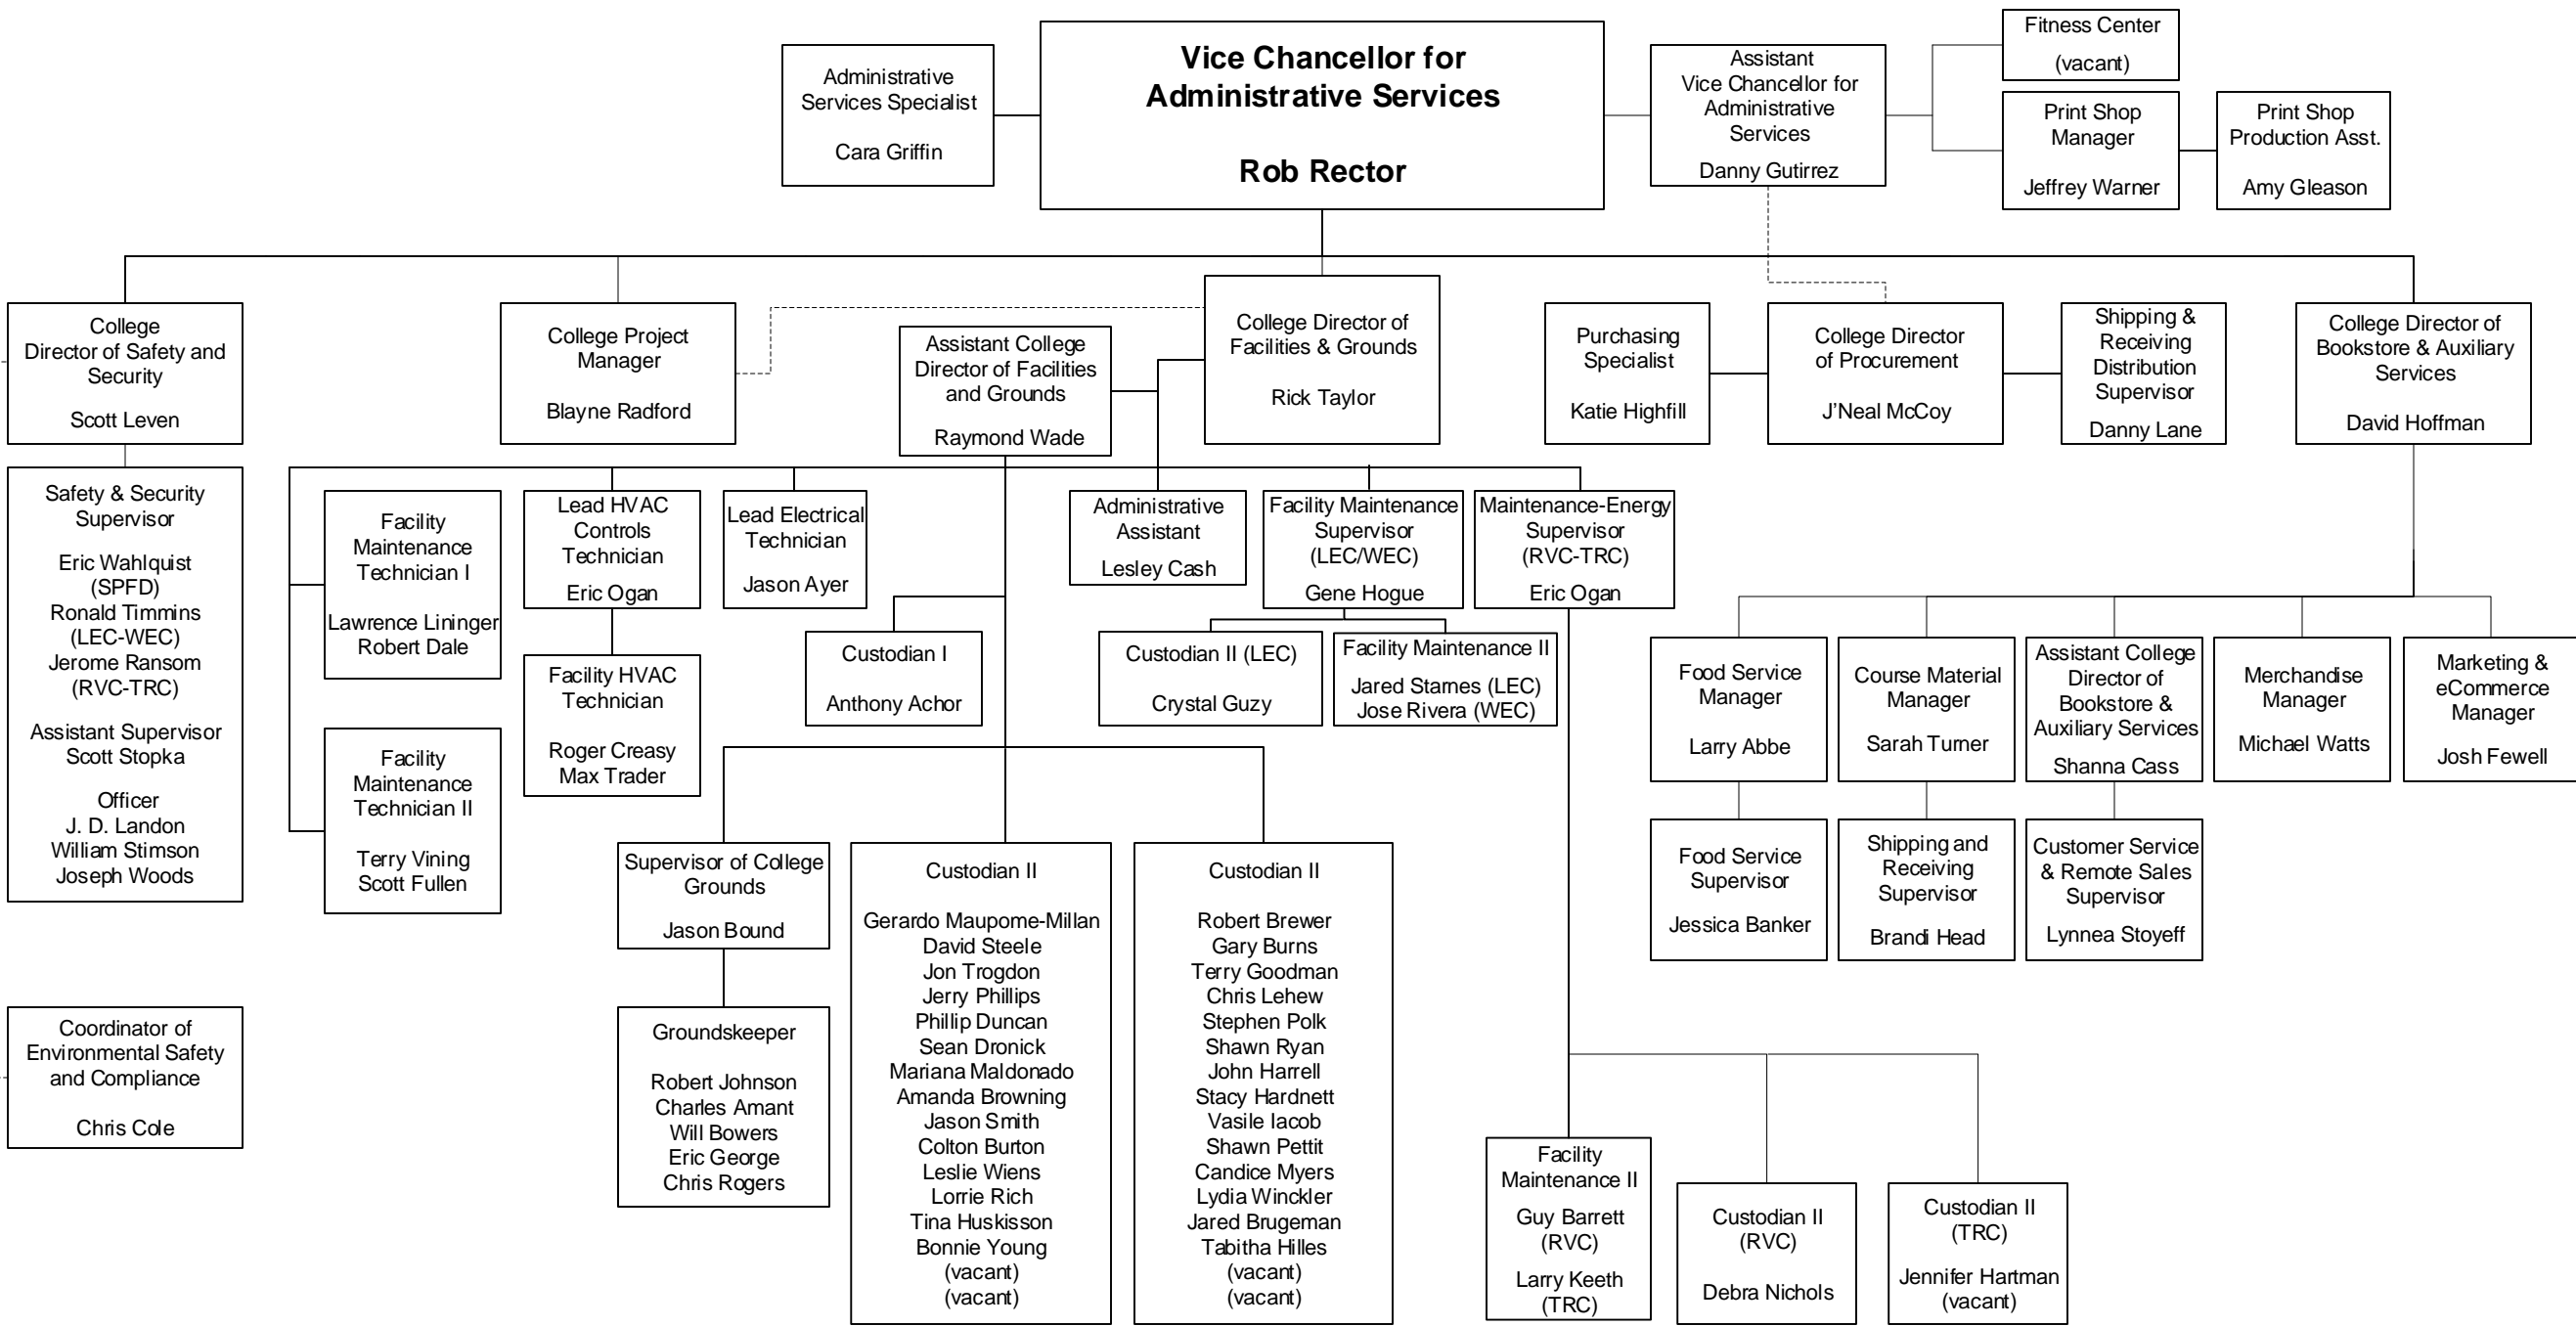 Fitness Center
(vacant)
Vice Chancellor for
Administrative Services
Rob Rector
Administrative
Services Specialist
Cara Griffin
Assistant
Vice Chancellor for
Administrative
Services
Danny Gutirrez
Print Shop
Manager
Jeffrey Warner
Print Shop
Production Asst.
Amy Gleason
College
Director of Safety and
Security
Scott Leven
College Project
Manager
Blayne Radford
Assistant College
Director of Facilities
and Grounds
Raymond Wade
College Director of
Facilities & Grounds
Rick Taylor
Purchasing
Specialist
Katie Highfill
College Director
of Procurement
J’Neal McCoy
Shipping &
Receiving
Distribution
Supervisor
Danny Lane
College Director of
Bookstore & Auxiliary
Services
David Hoffman
Safety & Security
Supervisor
Eric Wahlquist
(SPFD)
Ronald Timmins
(LEC-WEC)
Jerome Ransom
(RVC-TRC)
Assistant Supervisor
Scott Stopka
Officer
J. D. Landon
William Stimson
Joseph Woods
Facility
Maintenance
Technician I
Lawrence Lininger
Robert Dale
Lead HVAC
Controls
Technician
Eric Ogan
Lead Electrical
Technician
Jason Ayer
Administrative
Assistant
Lesley Cash
Facility Maintenance
Supervisor
(LEC/WEC)
Gene Hogue
Maintenance-Energy
Supervisor
(RVC-TRC)
Eric Ogan
Custodian I
Anthony Achor
Custodian II (LEC)
Crystal Guzy
Facility Maintenance II
Jared Starnes (LEC)
Jose Rivera (WEC)
Facility HVAC
Technician
Roger Creasy
Max Trader
Facility
Maintenance
Technician II
Terry Vining
Scott Fullen
Food Service
Manager
Larry Abbe
Course Material
Manager
Sarah Turner
Assistant College
Director of
Bookstore &
Auxiliary Services
Shanna Cass
Merchandise
Manager
Michael Watts
Marketing &
eCommerce
Manager
Josh Fewell
Food Service
Supervisor
Jessica Banker
Shipping and
Receiving
Supervisor
Brandi Head
Customer Service
& Remote Sales
Supervisor
Lynnea Stoyeff
Supervisor of College
Grounds
Jason Bound
Custodian II
Gerardo Maupome-Millan
David Steele
Jon Trogdon
Jerry Phillips
Phillip Duncan
Sean Dronick
Mariana Maldonado
Amanda Browning
Jason Smith
Colton Burton
Leslie Wiens
Lorrie Rich
Tina Huskisson
Bonnie Young
(vacant)
(vacant)
Custodian II
Robert Brewer
Gary Burns
Terry Goodman
Chris Lehew
Stephen Polk
Shawn Ryan
John Harrell
Stacy Hardnett
Vasile Iacob
Shawn Pettit
Candice Myers
Lydia Winckler
Jared Brugeman
Tabitha Hilles
(vacant)
(vacant)
Coordinator of
Environmental Safety
and Compliance
Chris Cole
Groundskeeper
Robert Johnson
Charles Amant
Will Bowers
Eric George
Chris Rogers
Facility
Maintenance II
Guy Barrett
(RVC)
Larry Keeth
(TRC)
Custodian II
(RVC)
Debra Nichols
Custodian II
(TRC)
Jennifer Hartman
(vacant)